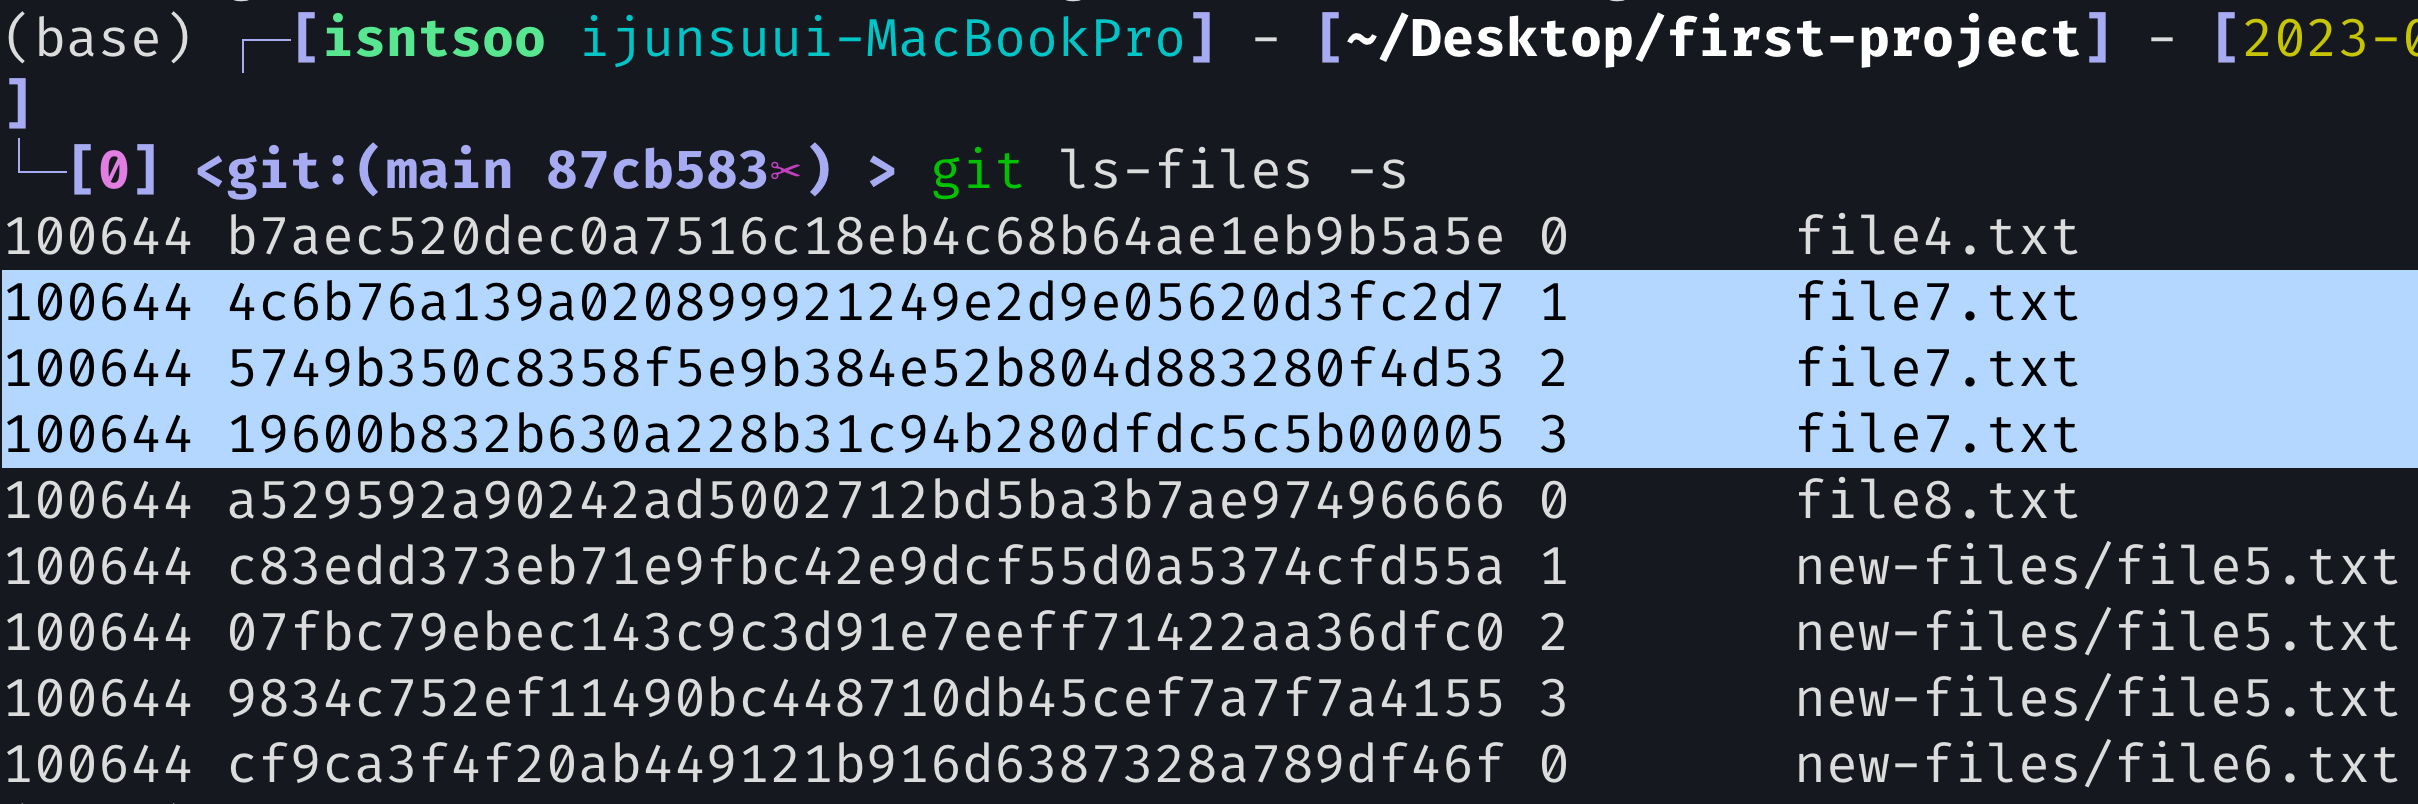 (base) ┌─[isntsoo ijunsuui-MacBookPro] - [~/Desktop/first-project] - [2023-0
]
└─[0] <git:(main 87cb583✂) > git ls-files -s
100644 b7aec520dec0a7516c18eb4c68b64ae1eb9b5a5e 0 file4.txt
100644 4c6b76a139a020899921249e2d9e05620d3fc2d7 1 file7.txt
100644 5749b350c8358f5e9b384e52b804d883280f4d53 2 file7.txt
100644 19600b832b630a228b31c94b280dfdc5c5b00005 3 file7.txt
100644 a529592a90242ad5002712bd5ba3b7ae97496666 0 file8.txt
100644 c83edd373eb71e9fbc42e9dcf55d0a5374cfd55a 1 new-files/file5.txt
100644 07fbc79ebec143c9c3d91e7eeff71422aa36dfc0 2 new-files/file5.txt
100644 9834c752ef11490bc448710db45cef7a7f7a4155 3 new-files/file5.txt
100644 cf9ca3f4f20ab449121b916d6387328a789df46f 0 new-files/file6.txt